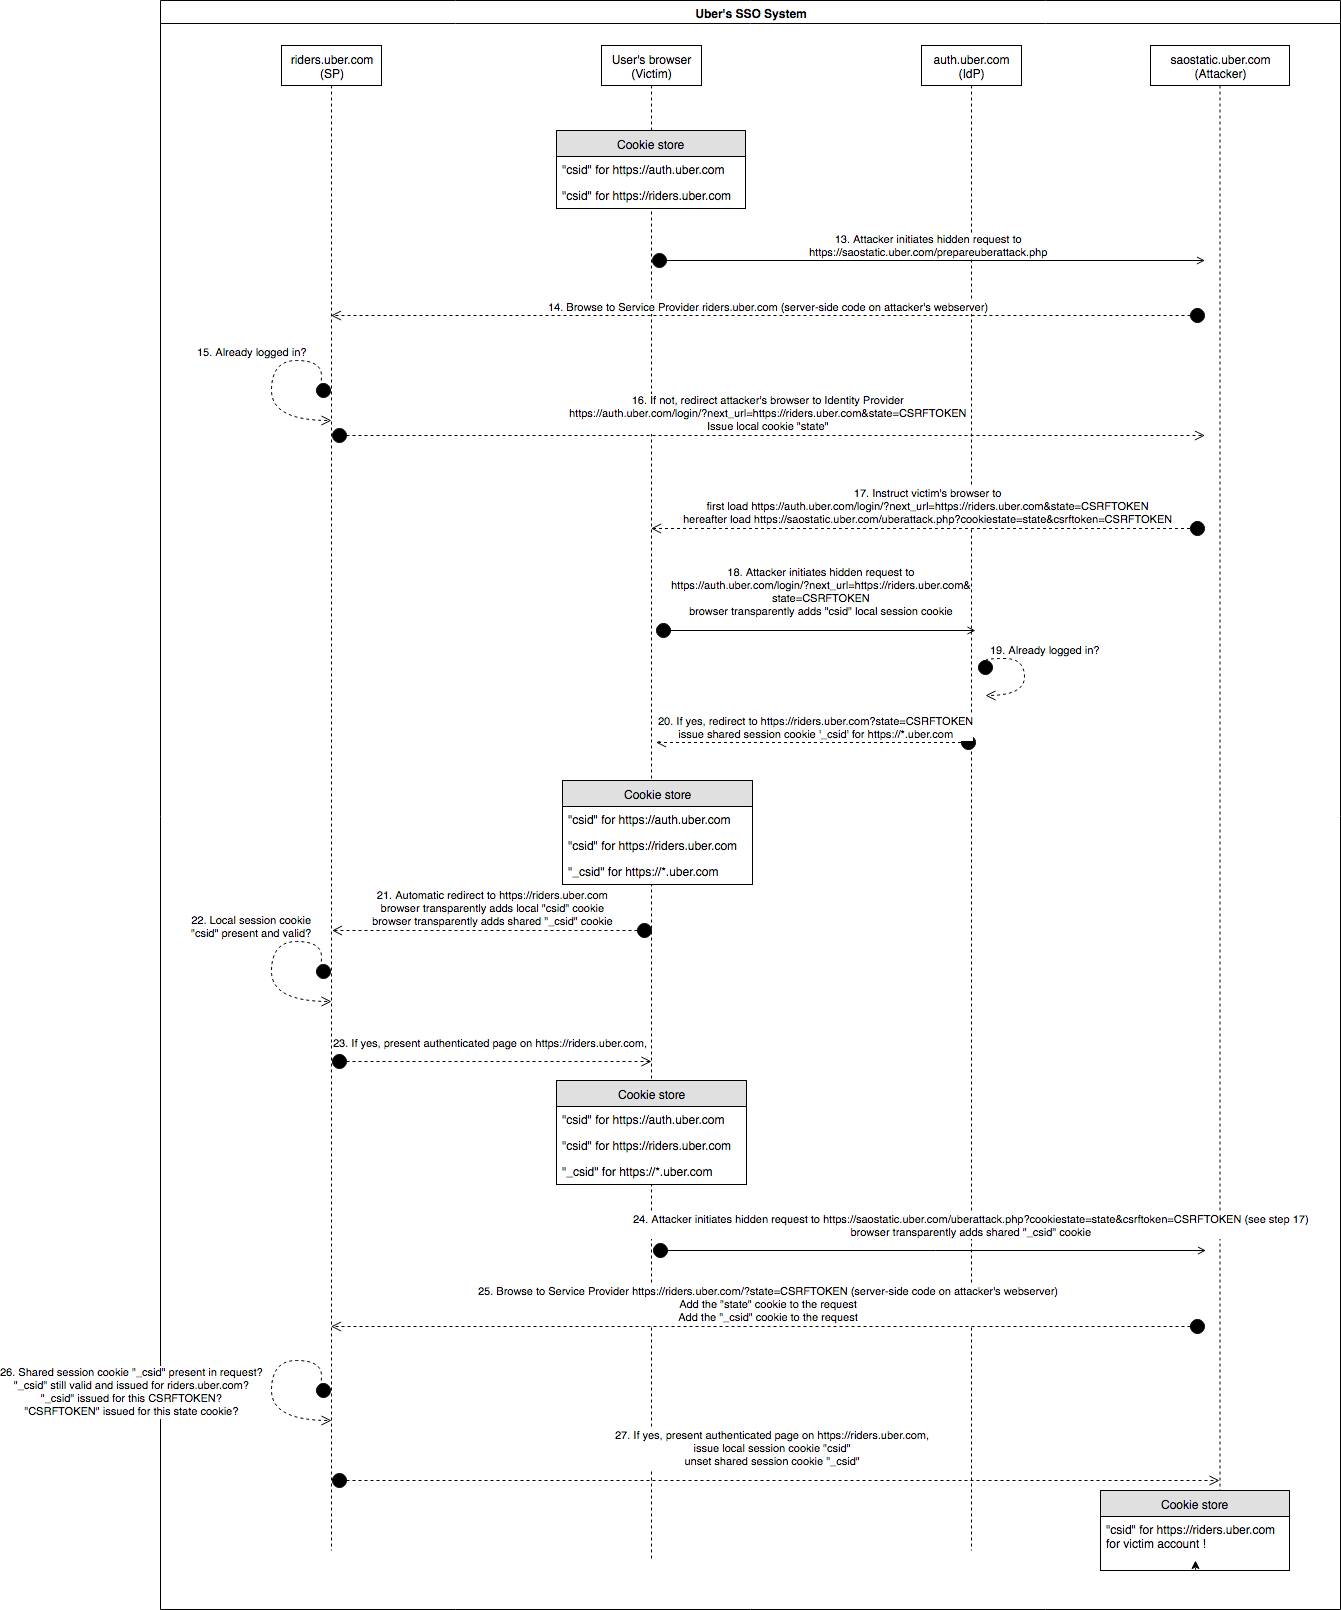 Uber's SSO System
riders.uber.com
(SP)
User's browser
(Victim)
auth.uber.com
(IdP)
saostatic.uber.com
(Attacker)
Cookie store
"csid" for https://auth.uber.com
"csid" for https://riders.uber.com
13. Attacker initiates hidden request to
https://saostatic.uber.com/prepareuberattack.php
14. Browse to Service Provider riders.uber.com (server-side code on attacker's webserver)
15. Already logged in?
16. If not, redirect attacker's browser to Identity Provider
https://auth.uber.com/login/?next_url=https://riders.uber.com&state=CSRFTOKEN
Issue local cookie "state"
17. Instruct victim's browser to
first load https://auth.uber.com/login/?next_url=https://riders.uber.com&state=CSRFTOKEN
hereafter load https://saostatic.uber.com/uberattack.php?cookiestate=state&csrftoken=CSRFTOKEN
18. Attacker initiates hidden request to
https://auth.uber.com/login/?next_url=https://riders.uber.com&
state=CSRFTOKEN
browser transparently adds "csid" local session cookie
19. Already logged in?
20. If yes, redirect to https://riders.uber.com?state=CSRFTOKEN
issue shared session cookie '_csid' for https://*.uber.com
Cookie store
"csid" for https://auth.uber.com
"csid" for https://riders.uber.com
"_csid" for https://*.uber.com
21. Automatic redirect to https://riders.uber.com
browser transparently adds local "csid" cookie
browser transparently adds shared "_csid" cookie
22. Local session cookie
"csid" present and valid?
23. If yes, present authenticated page on https://riders.uber.com,
Cookie store
"csid" for https://auth.uber.com
"csid" for https://riders.uber.com
"_csid" for https://*.uber.com
24. Attacker initiates hidden request to https://saostatic.uber.com/uberattack.php?cookiestate=state&csrftoken=CSRFTOKEN (see step 17)
browser transparently adds shared "_csid" cookie
25. Browse to Service Provider https://riders.uber.com/?state=CSRFTOKEN (server-side code on attacker's webserver)
Add the "state" cookie to the request
Add the "_csid" cookie to the request
26. Shared session cookie "_csid" present in request?
"_csid" still valid and issued for riders.uber.com?
"_csid" issued for this CSRFTOKEN?
"CSRFTOKEN" issued for this state cookie?
27. If yes, present authenticated page on https://riders.uber.com,
issue local session cookie "csid"
unset shared session cookie "_csid"
Cookie store
"csid" for https://riders.uber.com
for victim account !